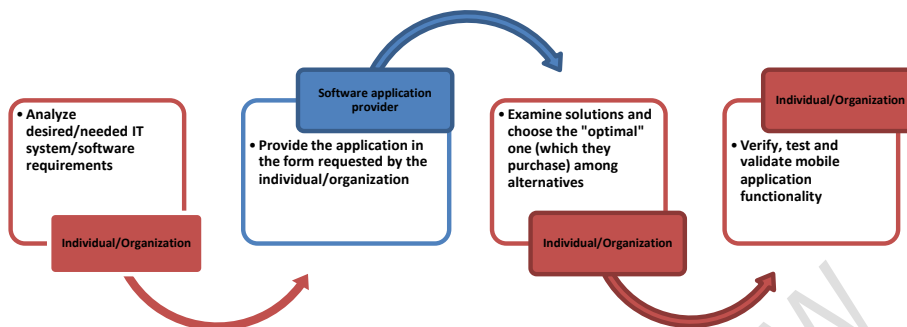 • Analyze
desired/needed IT
system/software
requirements
Individual/Organization
Software application
provider
• Provide the application in
the form requested by the
individual/organization
• Examine solutions and
choose the "optimal"
one (which they
purchase) among
alternatives
Individual/Organization
Individual/Organization
• Verify, test and
validate mobile
application
functionality